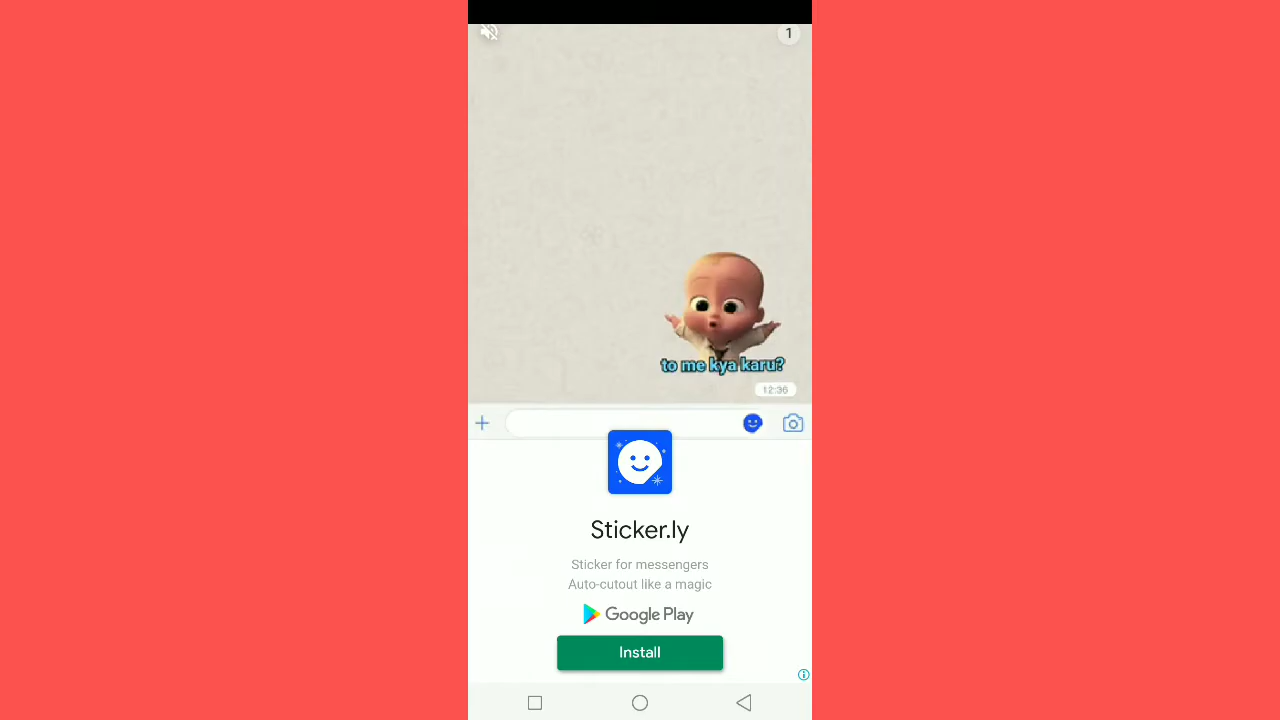 1
to me kya karu?
12:36
Sticker.ly
Sticker for messengers
Auto-cutout like a magic
Google Play
Install